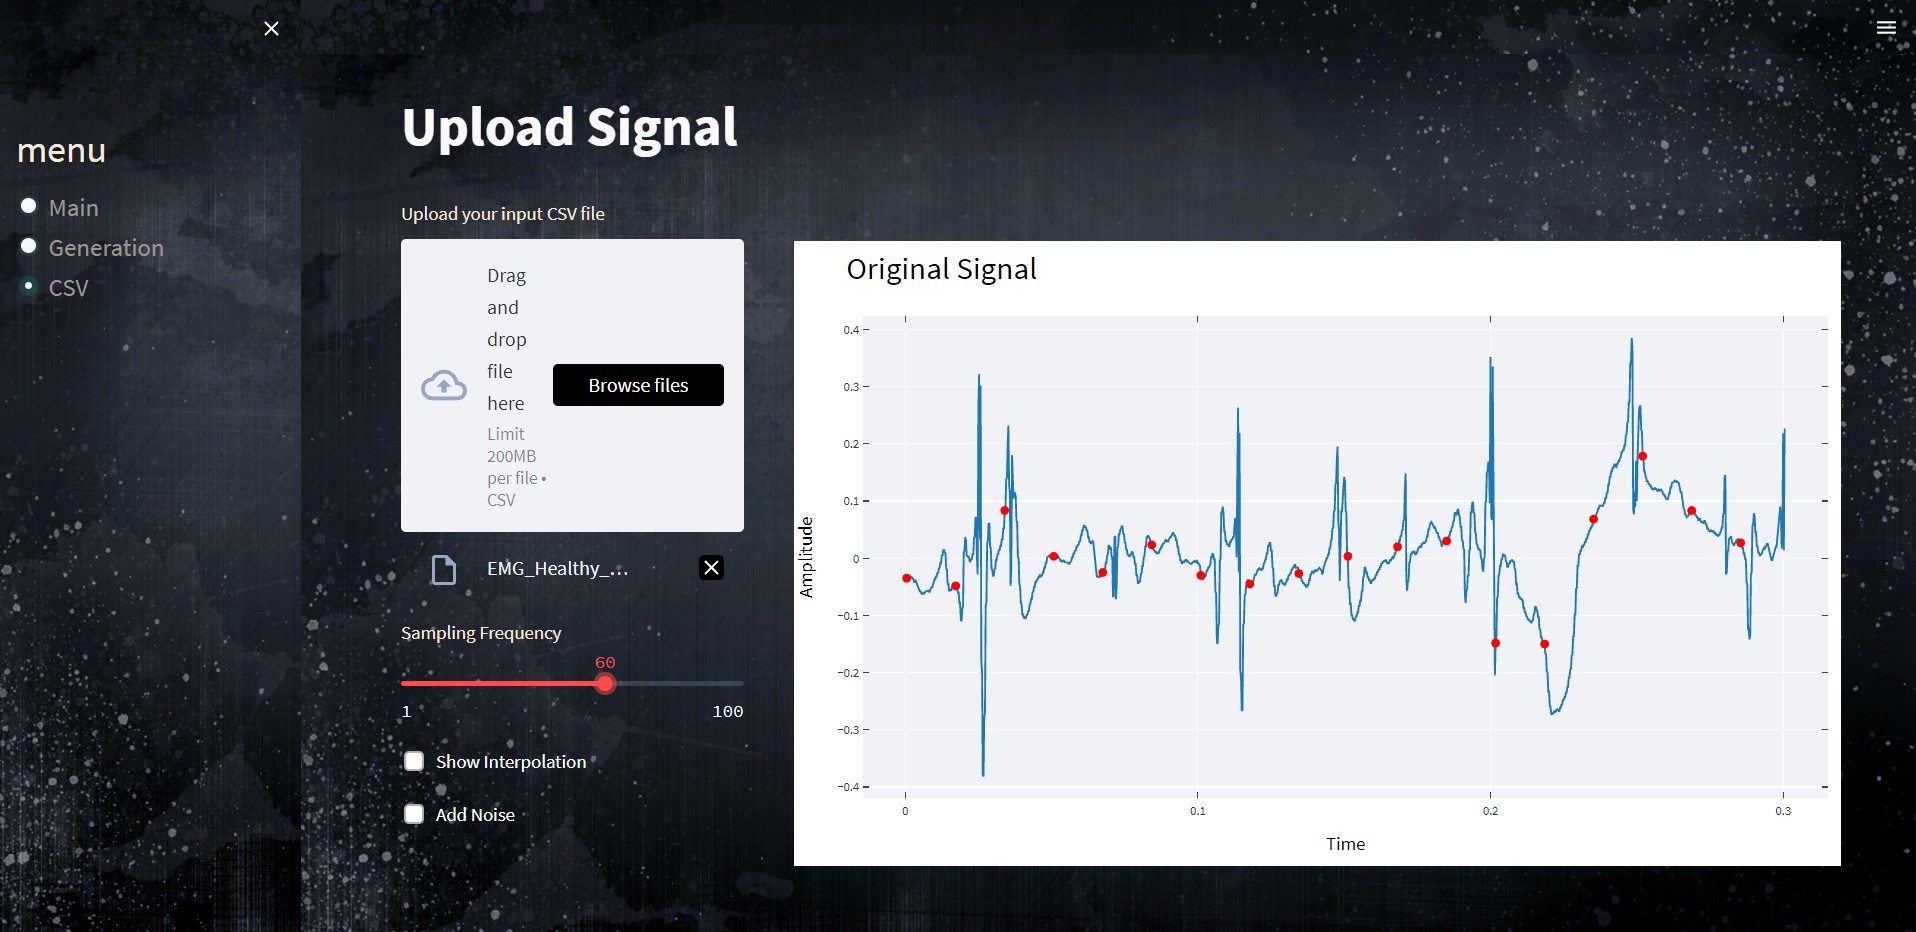 menu
Main
Generation
CSV
Upload Signal
Upload your input CSV file
Drag
and
drop
file
here
Limit
200MB
per file •
CSV
Browse files
EMG_Healthy_...
Sampling Frequency
60
1
100
Show Interpolation
Add Noise
Original Signal
0.4
0.3
0.2
0.1
0
−0.1
−0.2
−0.3
−0.4
Amplitude
0
0.1
0.2
0.3
Time